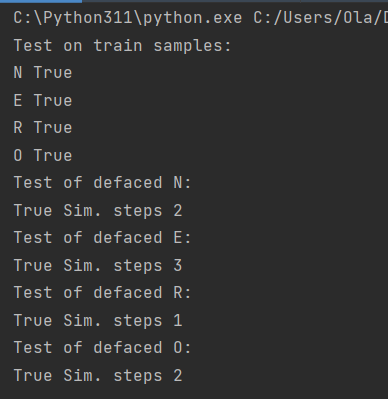 C:\Python311\python.exe C:/Users/Ola/D
Test on train samples:
N True
E True
R True
O True
Test of defaced N:
True Sim. steps 2
Test of defaced E:
True Sim. steps 3
Test of defaced R:
True Sim. steps 1
Test of defaced O:
True Sim. steps 2